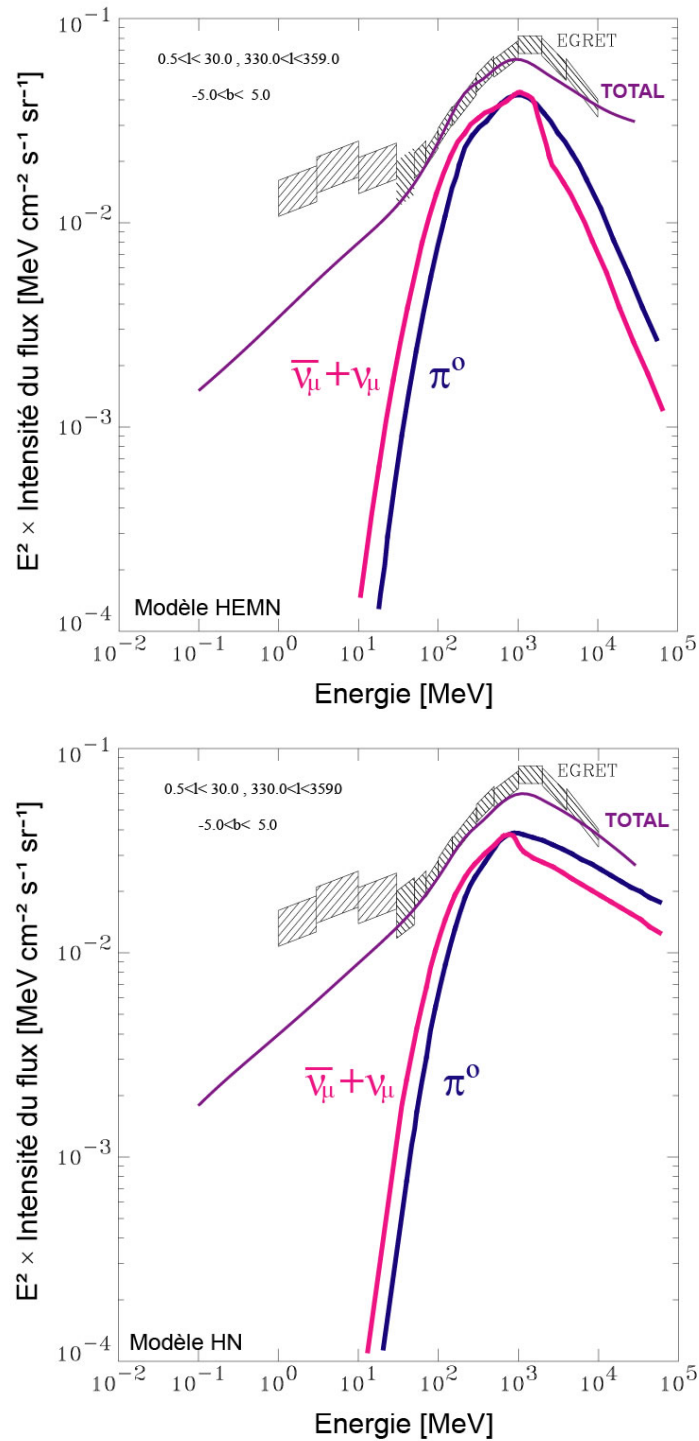 10⁻¹
0.5<l< 30.0 , 330.0<l<359.0
-5.0<b< 5.0
EGRET
TOTAL
10⁻²
ν̅μ+νμ
π⁰
10⁻³
10⁻⁴
Modèle HEMN
10⁻² 10⁻¹ 10⁰ 10¹ 10² 10³ 10⁴ 10⁵
Energie [MeV]
E² × Intensité du flux [MeV cm⁻² s⁻¹ sr⁻¹]
10⁻¹
0.5<l< 30.0 , 330.0<l<3590
-5.0<b< 5.0
EGRET
TOTAL
10⁻²
ν̅μ+νμ
π⁰
10⁻³
10⁻⁴
Modèle HN
10⁻² 10⁻¹ 10⁰ 10¹ 10² 10³ 10⁴ 10⁵
Energie [MeV]
E² × Intensité du flux [MeV cm⁻² s⁻¹ sr⁻¹]